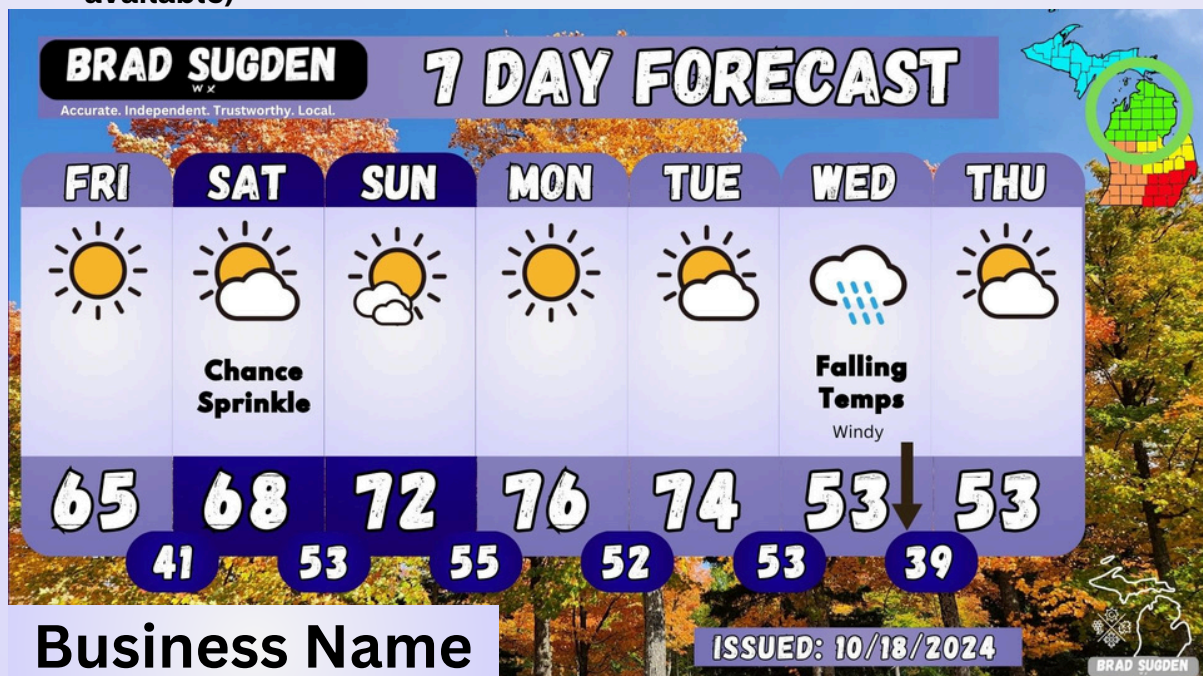 available)
BRAD SUGDEN
WX
Accurate. Independent. Trustworthy. Local.
7 DAY FORECAST
FRI SAT SUN MON TUE WED THU
Chance
Sprinkle
Falling
Temps
Windy
65 68 72 76 74 53 53
41 53 55 52 53 39
Business Name
ISSUED: 10/18/2024
BRAD SUGDEN